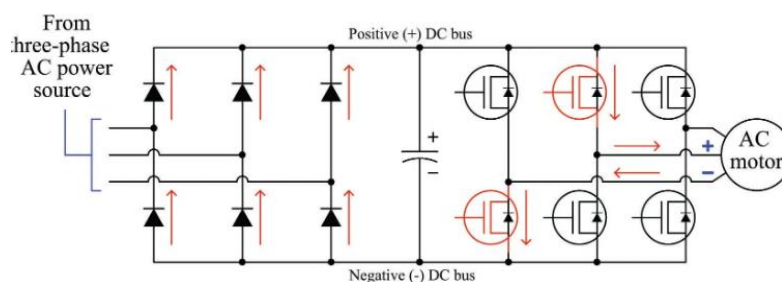 From
three-phase
AC power
source
Positive (+) DC bus
+
-
+
-
AC
motor
Negative (-) DC bus